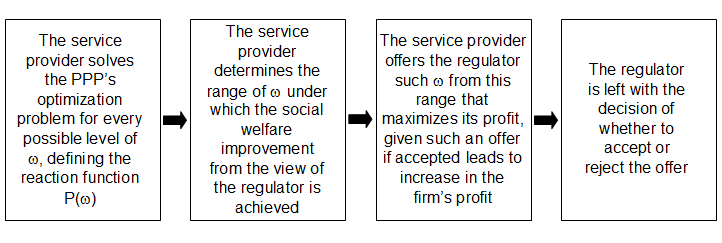 The service
provider solves
the PPP's
optimization
problem for every
possible level of
ω, defining the
reaction function
P(ω)
The service
provider
determines the
range of ω under
which the social
welfare
improvement
from the view of
the regulator is
achieved
The service provider
offers the regulator
such ω from this
range that
maximizes its profit,
given such an offer
if accepted leads to
increase in the
firm's profit
The regulator
is left with the
decision of
whether to
accept or
reject the offer